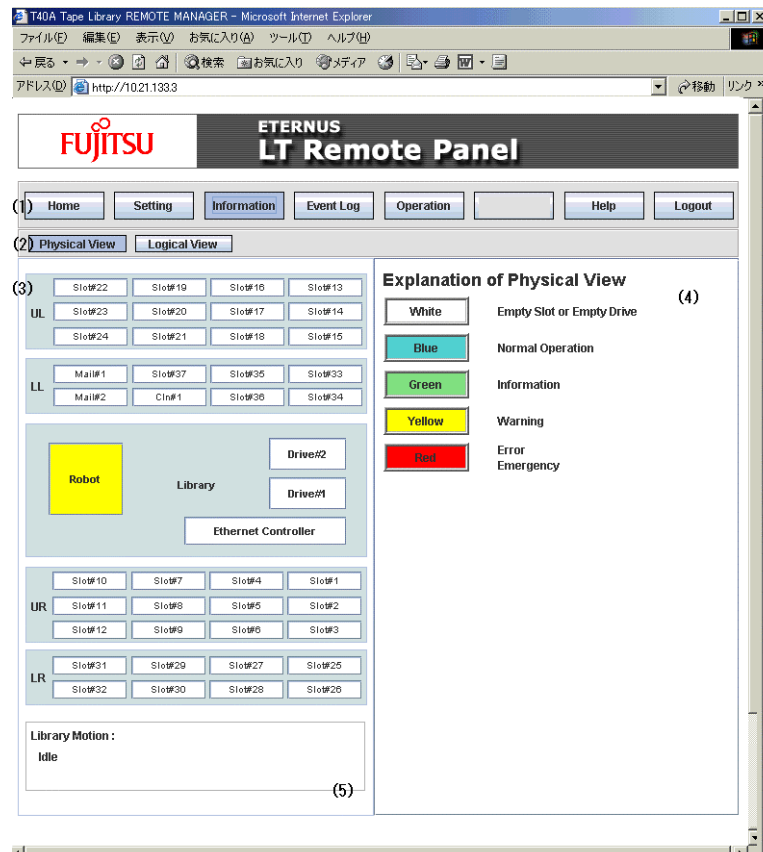 T40A Tape Library REMOTE MANAGER - Microsoft Internet Explorer
ファイル(F) 編集(E) 表示(V) お気に入り(A) ツール(T) ヘルプ(H)
戻る 検索 お気に入り メディア
アドレス(D) http://10.21.133.3 移動 リンク »
FUJITSU
ETERNUS
LT Remote Panel
(1) Home Setting Information Event Log Operation Help Logout
(2) Physical View Logical View
(3)
UL
Slot#22 Slot#19 Slot#16 Slot#13
Slot#23 Slot#20 Slot#17 Slot#14
Slot#24 Slot#21 Slot#18 Slot#15
LL
Mail#1 Slot#37 Slot#35 Slot#33
Mail#2 Cln#1 Slot#36 Slot#34
Robot
Library
Drive#2
Drive#1
Ethernet Controller
UR
Slot#10 Slot#7 Slot#4 Slot#1
Slot#11 Slot#8 Slot#5 Slot#2
Slot#12 Slot#9 Slot#6 Slot#3
LR
Slot#31 Slot#29 Slot#27 Slot#25
Slot#32 Slot#30 Slot#28 Slot#26
Library Motion :
Idle
(5)
Explanation of Physical View
(4)
White Empty Slot or Empty Drive
Blue Normal Operation
Green Information
Yellow Warning
Red Error
Emergency